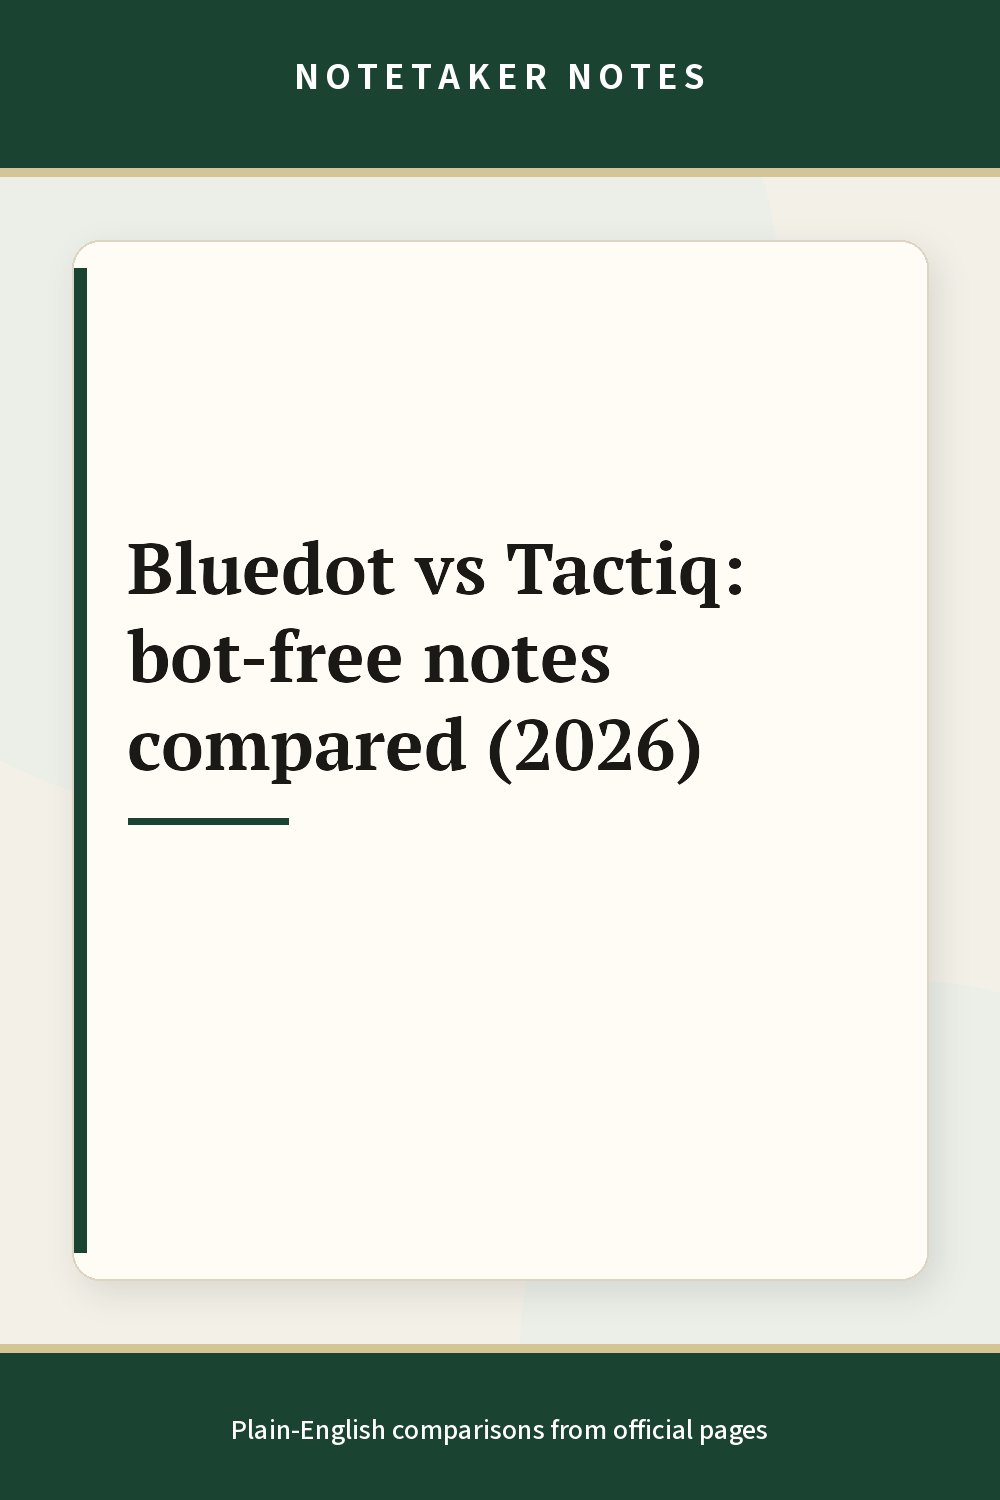 NOTETAKER NOTES
Bluedot vs Tactiq:
bot-free notes
compared (2026)
Plain-English comparisons from official pages